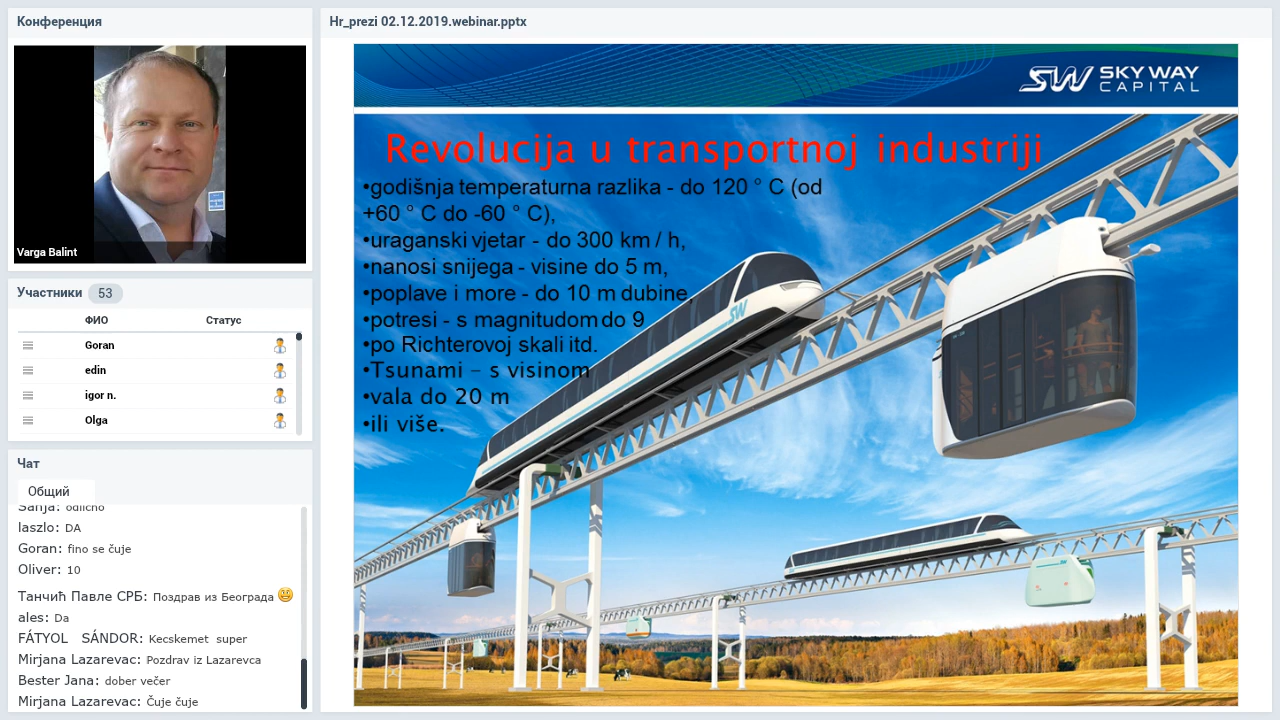 Конференция
Varga Balint
Участники 53
ФИО Статус
Goran
edin
igor n.
Olga
Чат
Общий
Sanja: odlicno
laszlo: DA
Goran: fino se čuje
Oliver: 10
Танчић Павле СРБ: Поздрав из Београда
ales: Da
FÁTYOL SÁNDOR: Kecskemet super
Mirjana Lazarevac: Pozdrav iz Lazarevca
Bester Jana: dober večer
Mirjana Lazarevac: Čuje čuje
Hr_prezi 02.12.2019.webinar.pptx
SW SKY WAY
CAPITAL
Revolucija u transportnoj industriji
•godišnja temperaturna razlika - do 120 ° C (od
+60 ° C do -60 ° C),
•uraganski vjetar - do 300 km / h,
•nanosi snijega - visine do 5 m,
•poplave i more - do 10 m dubine,
•potresi - s magnitudom do 9
•po Richterovoj skali itd.
•Tsunami – s visinom
•vala do 20 m
•ili više.
SW